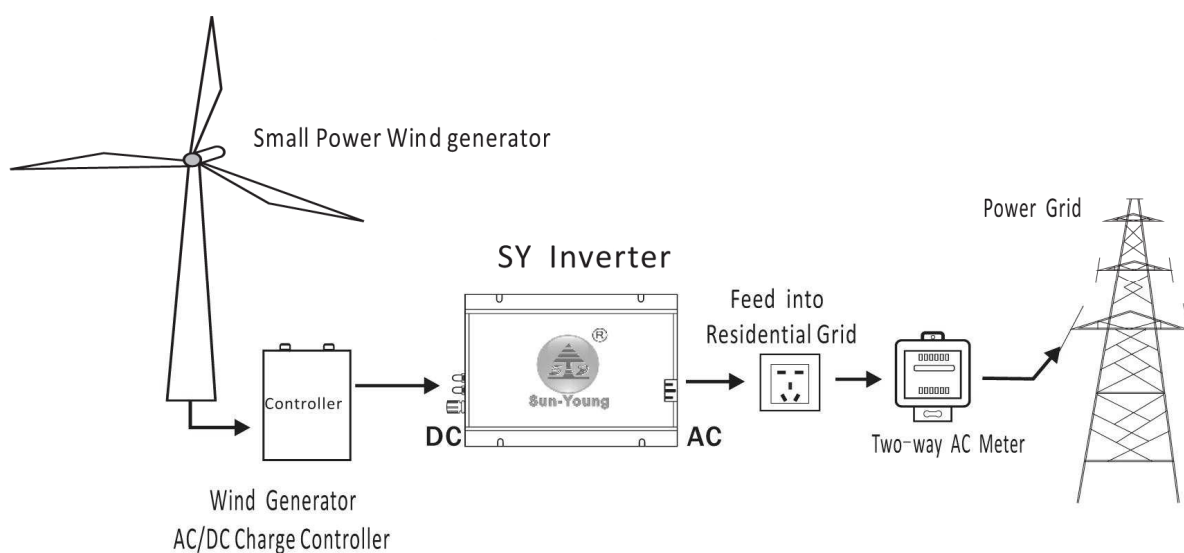 Small Power Wind generator
Power Grid
SY Inverter
Feed into
Residential Grid
®
Sun-Young
Controller
DC
AC
Two-way AC Meter
Wind Generator
AC/DC Charge Controller